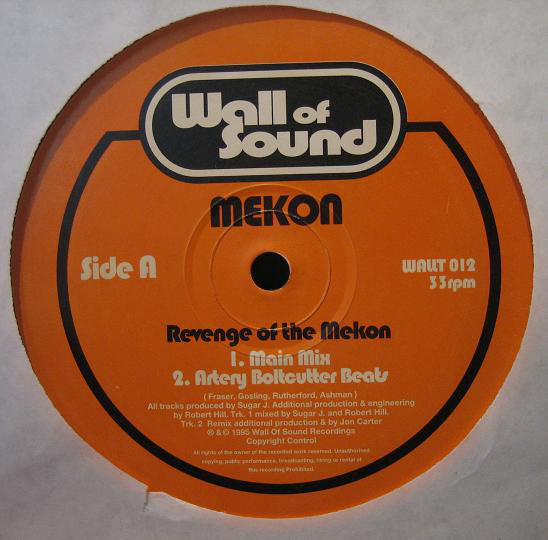 Wall of
Sound
MEKON
Side A
WALLT 012
33rpm
Revenge of the Mekon
1. Main Mix
2. Artery Boltcutter Beats
( Fraser, Gosling, Rutherford, Ashman )
All tracks produced by Sugar J. Additional production & engineering
by Robert Hill. Trk. 1 mixed by Sugar J. and Robert Hill.
Trk. 2 Remix additional production & by Jon Carter
℗ & © 1995 Wall Of Sound Recordings
Copyright Control
All rights of the owner of the recorded work reserved. Unauthorised
copying, public performance, broadcasting, hiring or rental of
this recording Prohibited.